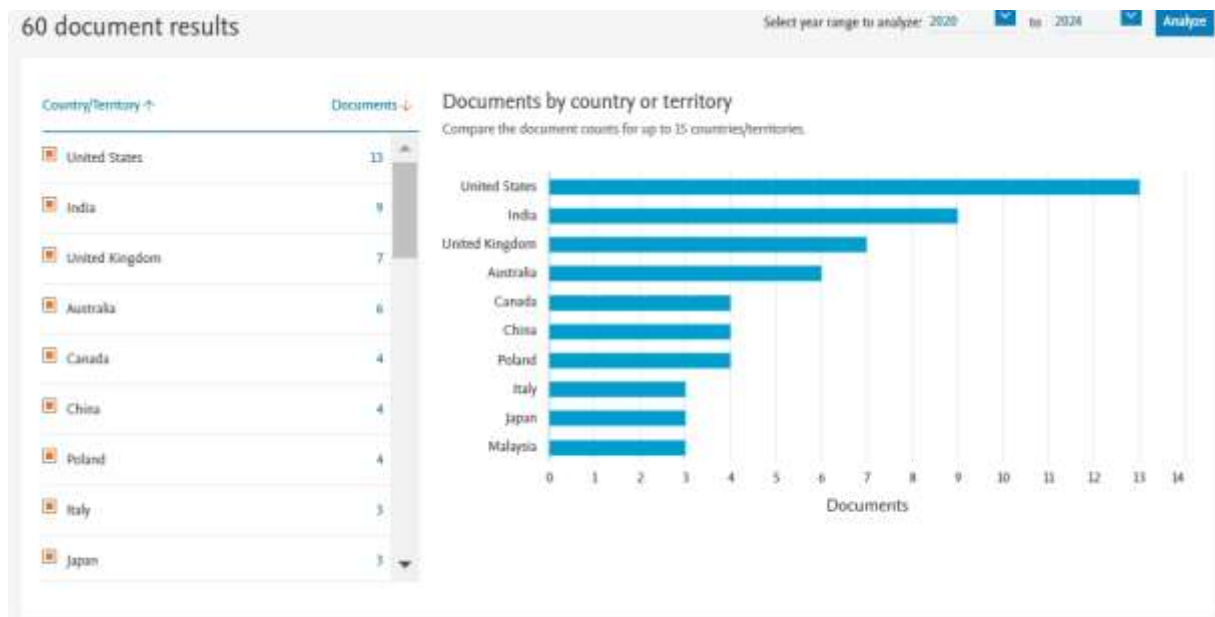 60 document results
Select year range to analyze: 2020 to 2024 Analyze
Country/Territory ↑ Documents ↓
United States 13
India 9
United Kingdom 7
Australia 6
Canada 4
China 4
Poland 4
Italy 3
Japan 3
Documents by country or territory
Compare the document counts for up to 15 countries/territories.
United States
India
United Kingdom
Australia
Canada
China
Poland
Italy
Japan
Malaysia
0 1 2 3 4 5 6 7 8 9 10 11 12 13 14
Documents